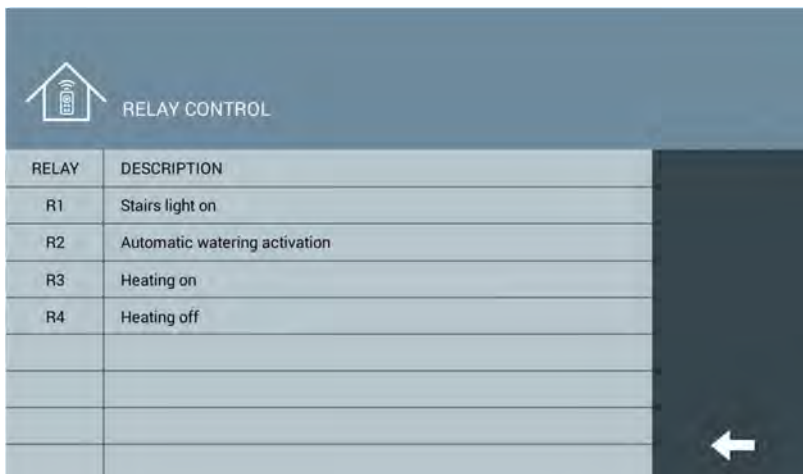 RELAY CONTROL
RELAY DESCRIPTION
R1 Stairs light on
R2 Automatic watering activation
R3 Heating on
R4 Heating off